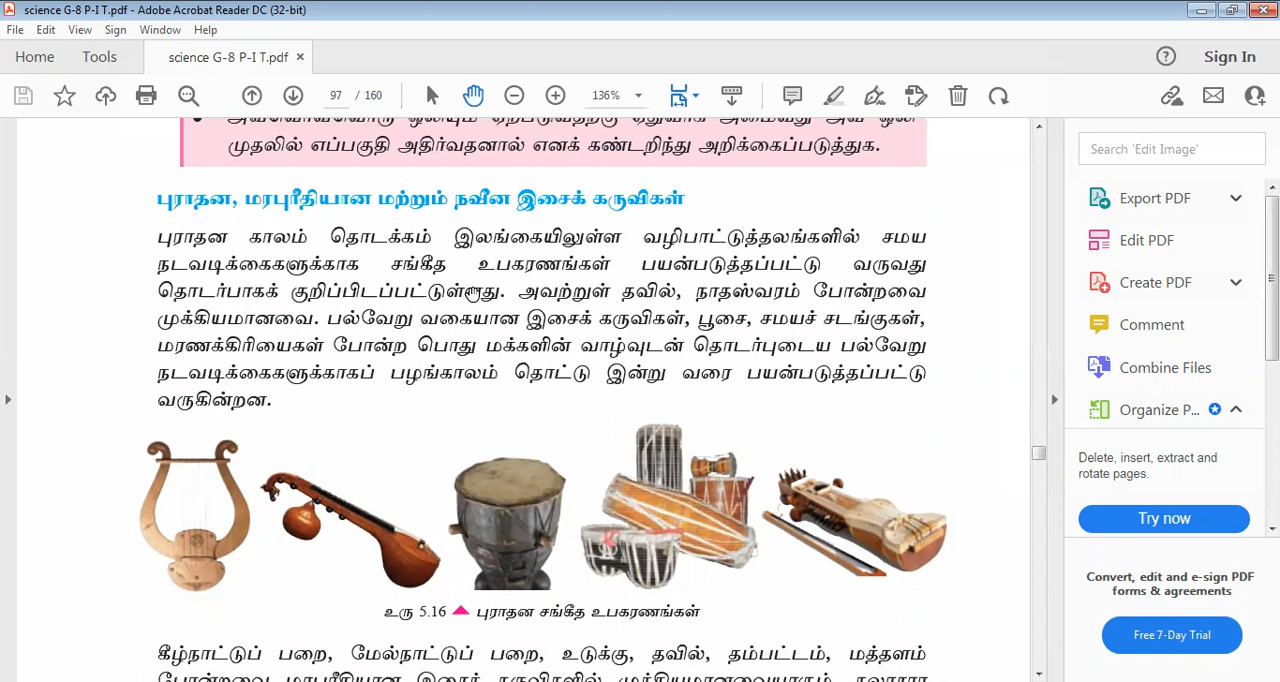 science G-8 P-I T.pdf - Adobe Acrobat Reader DC (32-bit)
File Edit View Sign Window Help
Home Tools science G-8 P-I T.pdf × Sign In
97 / 160 136%
முதலில் எப்பகுதி அதிர்வதனால் எனக் கண்டறிந்து அறிக்கைப்படுத்துக.
புராதன, மரபுரீதியான மற்றும் நவீன இசைக் கருவிகள்
புராதன காலம் தொடக்கம் இலங்கையிலுள்ள வழிபாட்டுத்தலங்களில் சமய
நடவடிக்கைகளுக்காக சங்கீத உபகரணங்கள் பயன்படுத்தப்பட்டு வருவது
தொடர்பாகக் குறிப்பிடப்பட்டுள்ளது. அவற்றுள் தவில், நாதஸ்வரம் போன்றவை
முக்கியமானவை. பல்வேறு வகையான இசைக் கருவிகள், பூசை, சமயச் சடங்குகள்,
மரணக்கிரியைகள் போன்ற பொது மக்களின் வாழ்வுடன் தொடர்புடைய பல்வேறு
நடவடிக்கைகளுக்காகப் பழங்காலம் தொட்டு இன்று வரை பயன்படுத்தப்பட்டு
வருகின்றன.
உரு 5.16 ▲ புராதன சங்கீத உபகரணங்கள்
கீழ்நாட்டுப் பறை, மேல்நாட்டுப் பறை, உடுக்கு, தவில், தம்பட்டம், மத்தளம்
Search 'Edit Image'
Export PDF
Edit PDF
Create PDF
Comment
Combine Files
Organize P...
Delete, insert, extract and
rotate pages.
Try now
Convert, edit and e-sign PDF
forms & agreements
Free 7-Day Trial